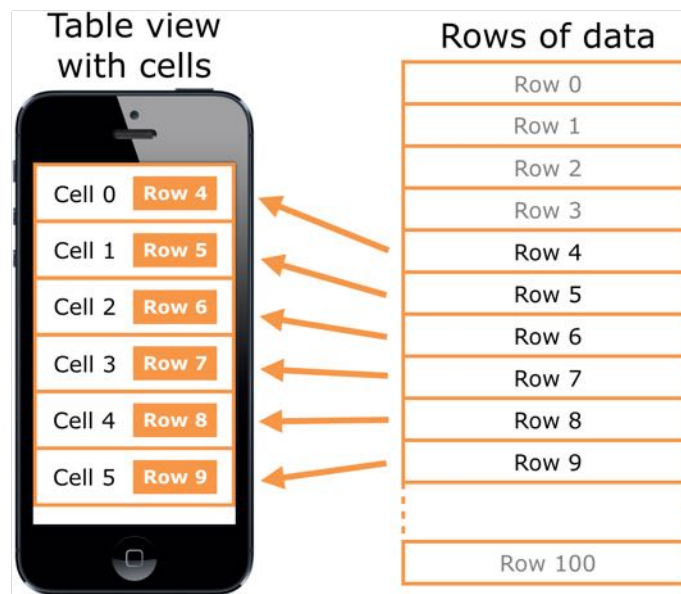 Table view
with cells
Cell 0 Row 4
Cell 1 Row 5
Cell 2 Row 6
Cell 3 Row 7
Cell 4 Row 8
Cell 5 Row 9
Rows of data
Row 0
Row 1
Row 2
Row 3
Row 4
Row 5
Row 6
Row 7
Row 8
Row 9
Row 100